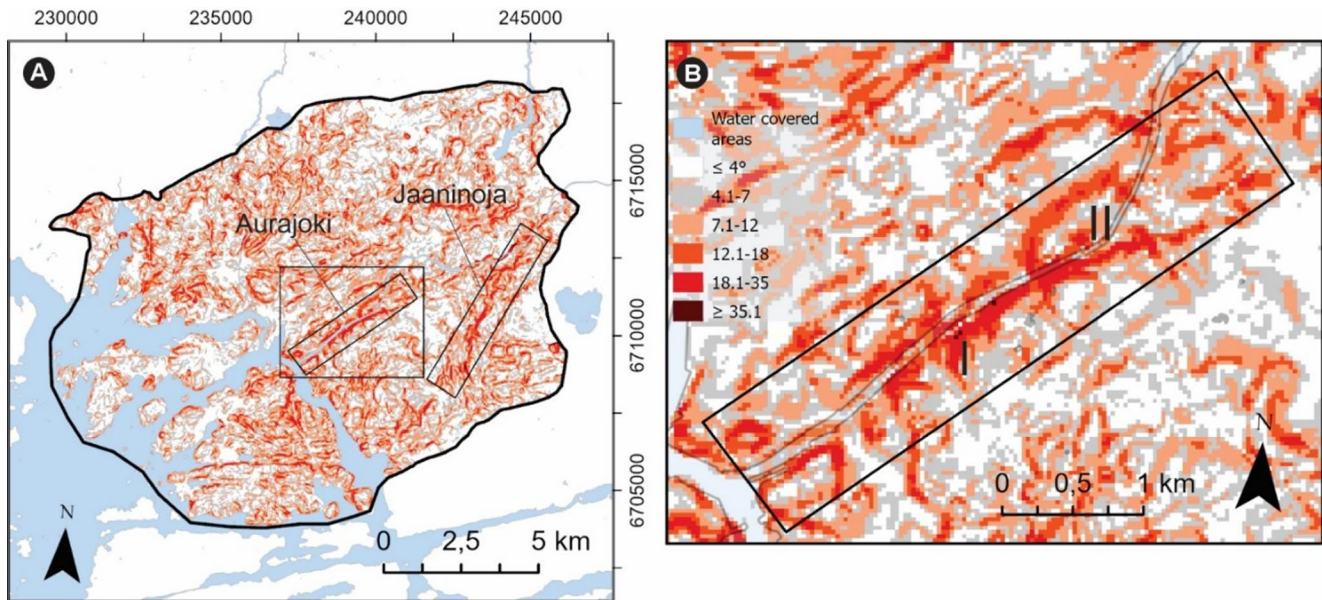 230000
235000
240000
245000
A
Jaaninoja
Aurajoki
6715000
6710000
6705000
N
0
2,5
5 km
B
Water covered
areas
≤ 4°
4.1-7
7.1-12
12.1-18
18.1-35
≥ 35.1
II
I
N
0
0,5
1 km